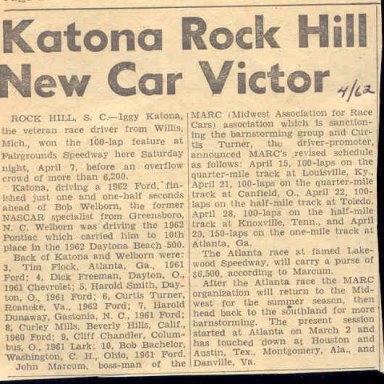 Katona Rock Hill
New Car Victor
4/62
ROCK HILL, S. C.—Iggy Katona,
the veteran race driver from Willis,
Mich., won the 100-lap feature at
Fairgrounds Speedway here Saturday
night, April 7, before an overflow
crowd of more than 6,200.
Katona, driving a 1962 Ford, fin-
ished just one and one-half seconds
ahead of Bob Welborn, the former
NASCAR specialist from Greensboro,
N. C. Welborn was driving the 1962
Pontiac which carried him to 10th
place in the 1962 Daytona Beach 500.
Back of Katona and Welborn were:
3, Tim Flock, Atlanta, Ga., 1961
Ford; 4, Dick Freeman, Dayton, O.,
1961 Chevrolet; 5, Harold Smith, Day-
ton, O., 1961 Ford; 6, Curtis Turner,
Roanoke, Va., 1962 Ford; 7, Harold
Dunaway, Gastonia, N. C., 1961 Ford;
8, Curley Mills, Beverly Hills, Calif.,
1960 Ford; 9, Cliff Chandler, Colum-
bus, O., 1961 Lark; 10, Bob Bachelor,
Washington, C. H., Ohio, 1961 Ford.
John Marcum, boss-man of the
MARC (Midwest Association for Race
Cars) association which is sanction-
ing the barnstorming group and Cur-
tis Turner, the driver-promoter,
announced MARC's revised schedule
as follows: April 15, 100-laps on the
quarter-mile track at Louisville, Ky.,
April 21, 100-laps on the quarter-mile
track at Canfield, O., April 22, 100-
laps on the half-mile track at Toledo,
April 28, 100-laps on the half-mile
track at Knoxville, Tenn., and April
29, 150-laps on the one-mile track at
Atlanta, Ga.
The Atlanta race at famed Lake-
wood Speedway, will carry a purse of
$6,500, according to Marcum.
After the Atlanta race the MARC
organization will return to the Mid-
west for the summer season, then
head back to the southland for more
barnstorming. The present session
started at Atlanta on March 2 and
has touched down at Houston and
Austin, Tex., Montgomery, Ala., and
Danville, Va.